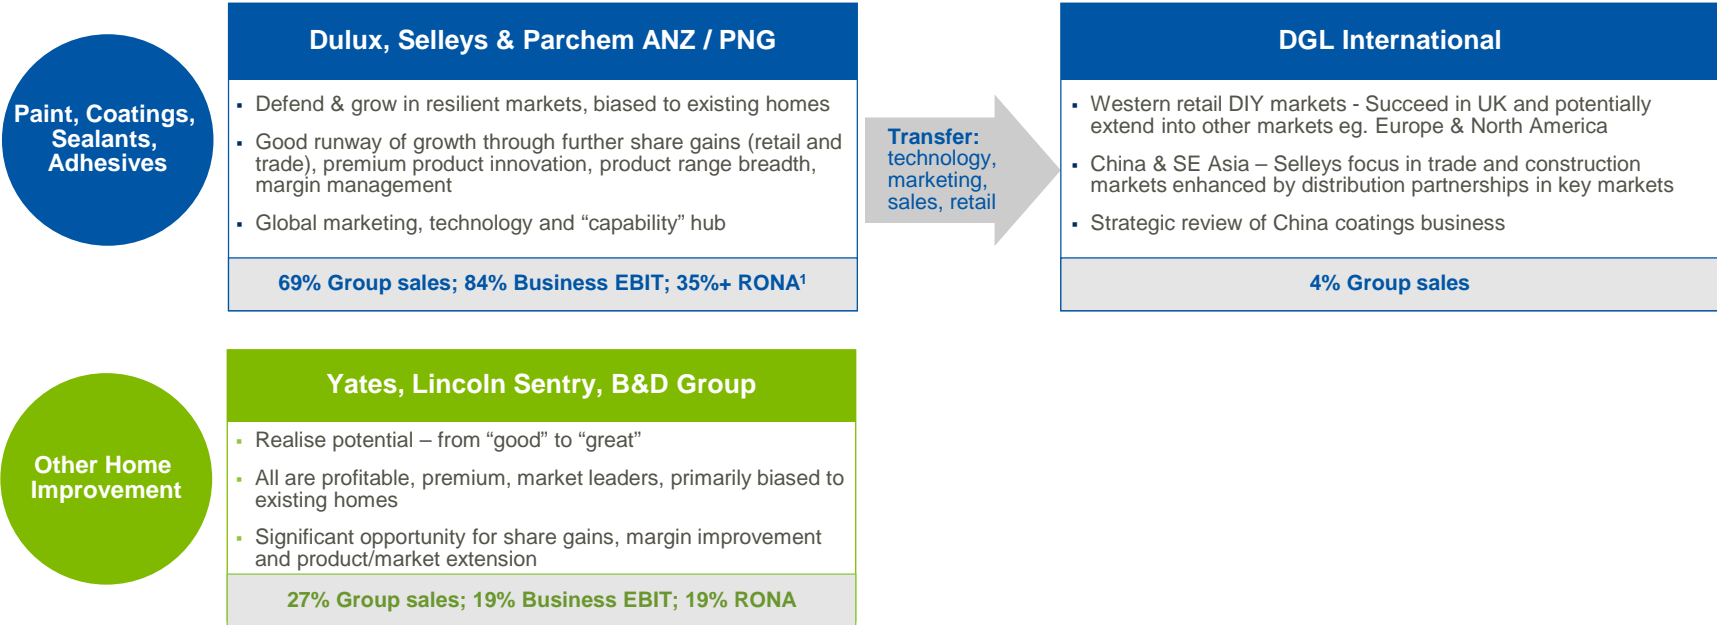 Paint, Coatings,
Sealants,
Adhesives
Dulux, Selleys & Parchem ANZ / PNG
▪ Defend & grow in resilient markets, biased to existing homes
▪ Good runway of growth through further share gains (retail and
trade), premium product innovation, product range breadth,
margin management
▪ Global marketing, technology and “capability” hub
69% Group sales; 84% Business EBIT; 35%+ RONA¹
Transfer:
technology,
marketing,
sales, retail
DGL International
▪ Western retail DIY markets - Succeed in UK and potentially
extend into other markets eg. Europe & North America
▪ China & SE Asia – Selleys focus in trade and construction
markets enhanced by distribution partnerships in key markets
▪ Strategic review of China coatings business
4% Group sales
Other Home
Improvement
Yates, Lincoln Sentry, B&D Group
▪ Realise potential – from “good” to “great”
▪ All are profitable, premium, market leaders, primarily biased to
existing homes
▪ Significant opportunity for share gains, margin improvement
and product/market extension
27% Group sales; 19% Business EBIT; 19% RONA